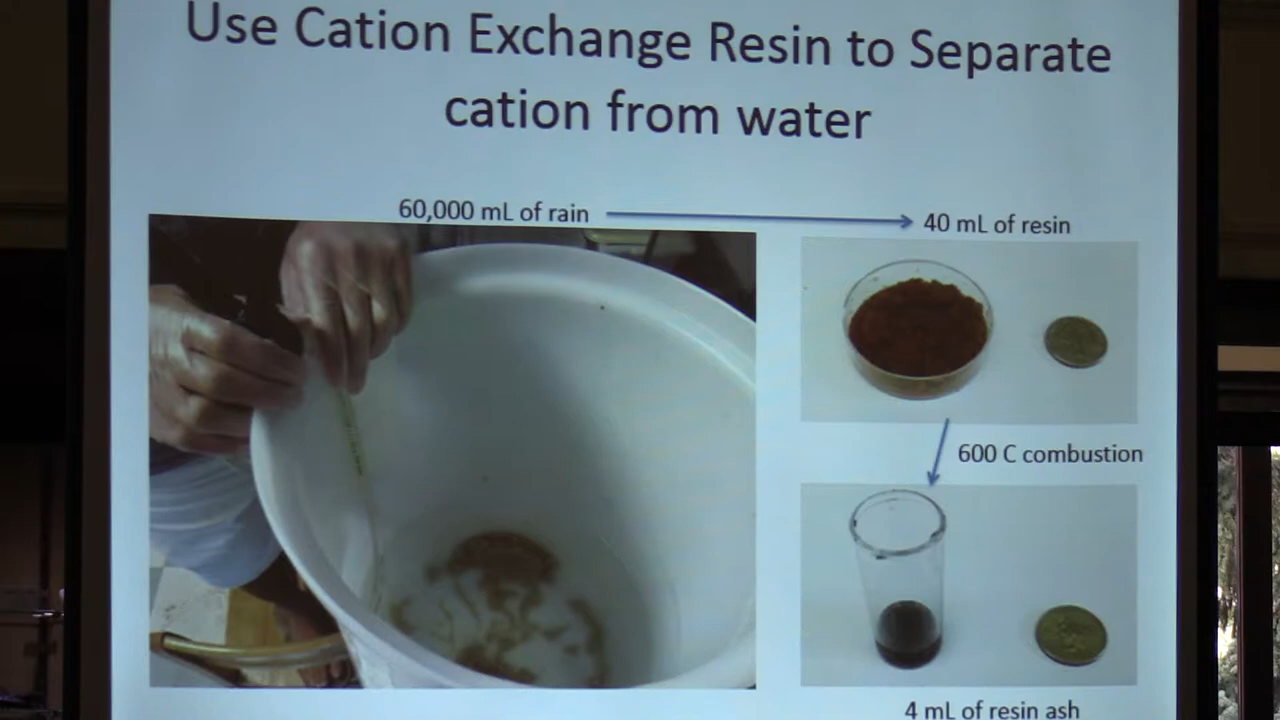 Use Cation Exchange Resin to Separate
cation from water
60,000 mL of rain
40 mL of resin
600 C combustion
4 mL of resin ash